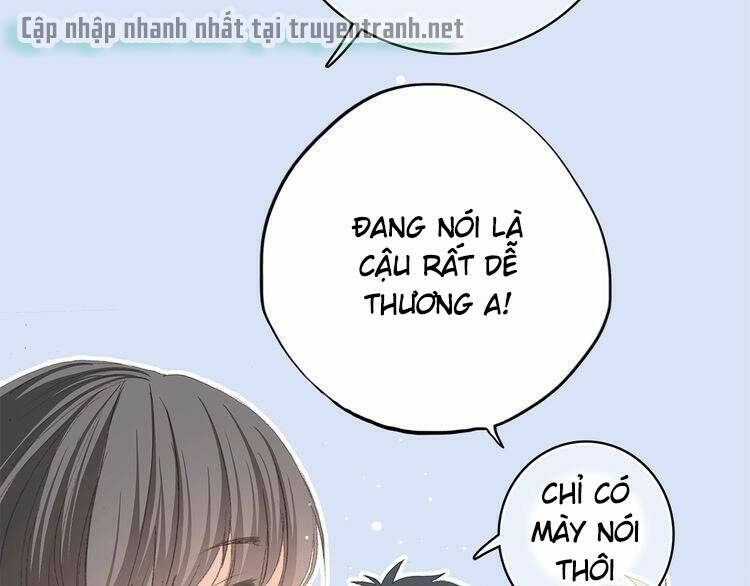 Cập nhập nhanh nhất tại truyentranh.net
ĐANG NÓI LÀ
CẬU RẤT DỄ
THƯƠNG A!
CHỈ CÓ
MÀY NÓI
THÔI